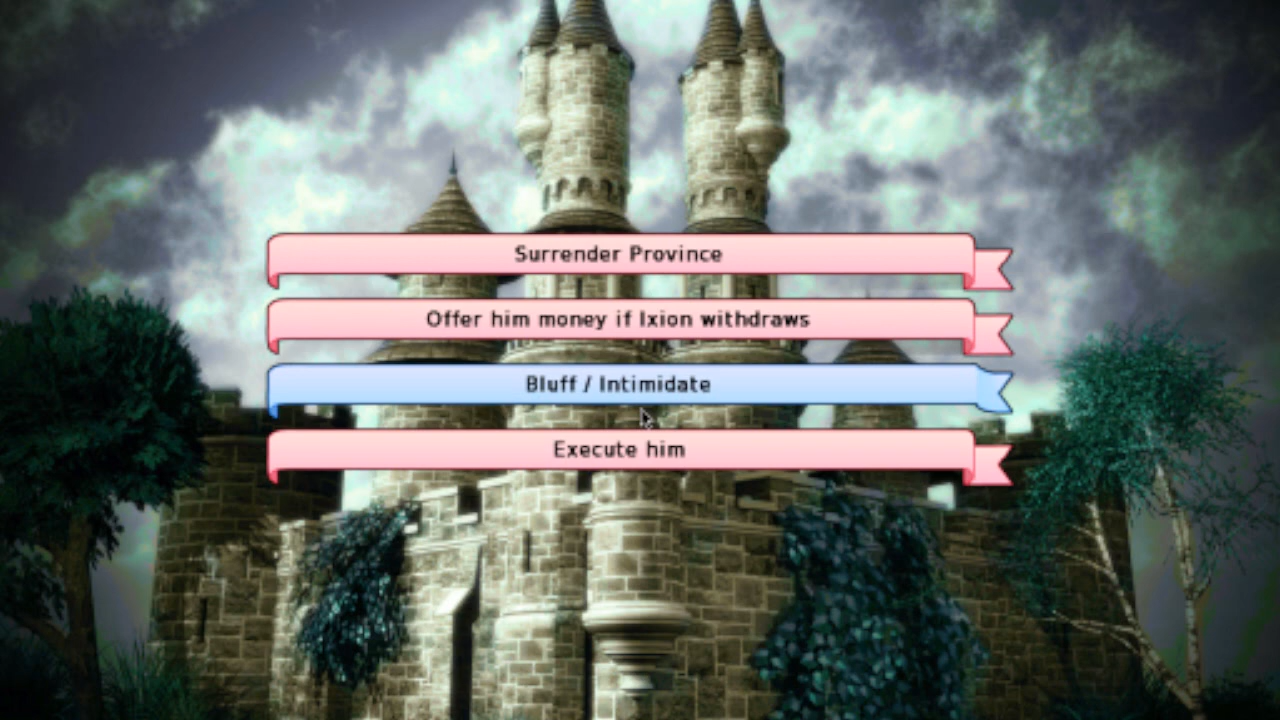 Surrender Province
Offer him money if Ixion withdraws
Bluff / Intimidate
Execute him